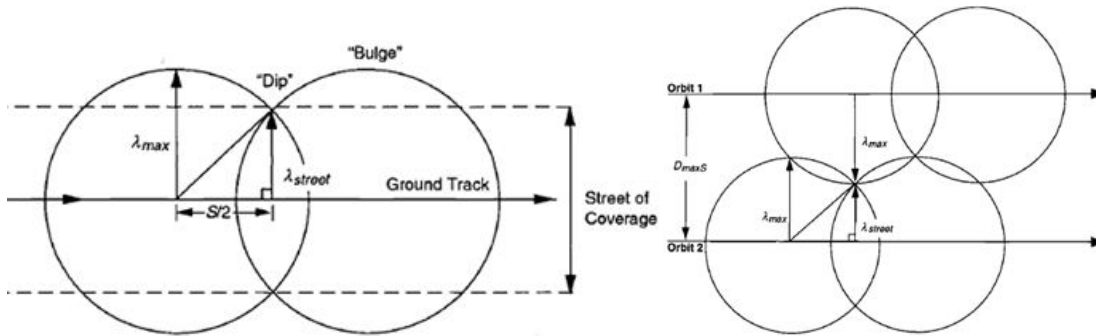 "Bulge"
"Dip"
λmax
λstreet
Ground Track
S/2
Street of
Coverage
Orbit 1
λmax
DmaxS
λmax
λstreet
Orbit 2